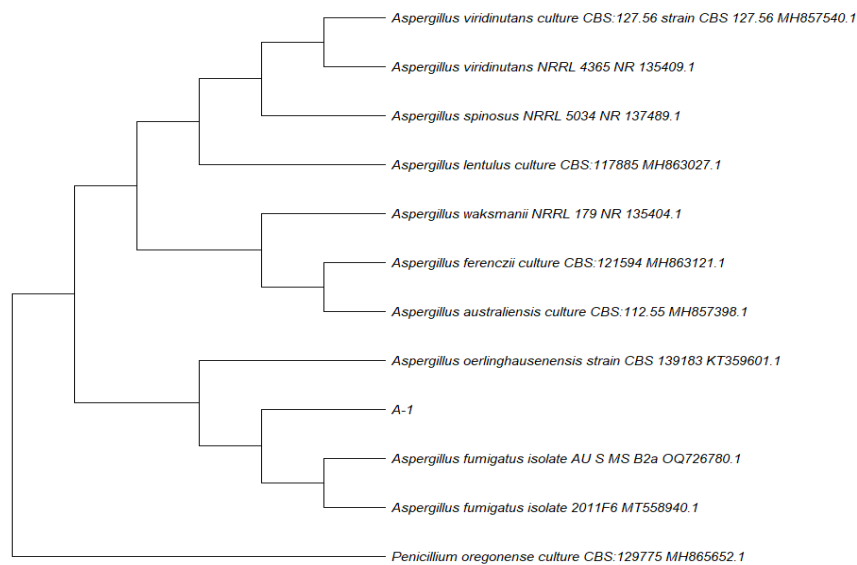 Aspergillus viridinutans culture CBS:127.56 strain CBS 127.56 MH857540.1
Aspergillus viridinutans NRRL 4365 NR 135409.1
Aspergillus spinosus NRRL 5034 NR 137489.1
Aspergillus lentulus culture CBS:117885 MH863027.1
Aspergillus waksmanii NRRL 179 NR 135404.1
Aspergillus ferenczii culture CBS:121594 MH863121.1
Aspergillus australiensis culture CBS:112.55 MH857398.1
Aspergillus oerlinghausenensis strain CBS 139183 KT359601.1
A-1
Aspergillus fumigatus isolate AU S MS B2a OQ726780.1
Aspergillus fumigatus isolate 2011F6 MT558940.1
Penicillium oregonense culture CBS:129775 MH865652.1